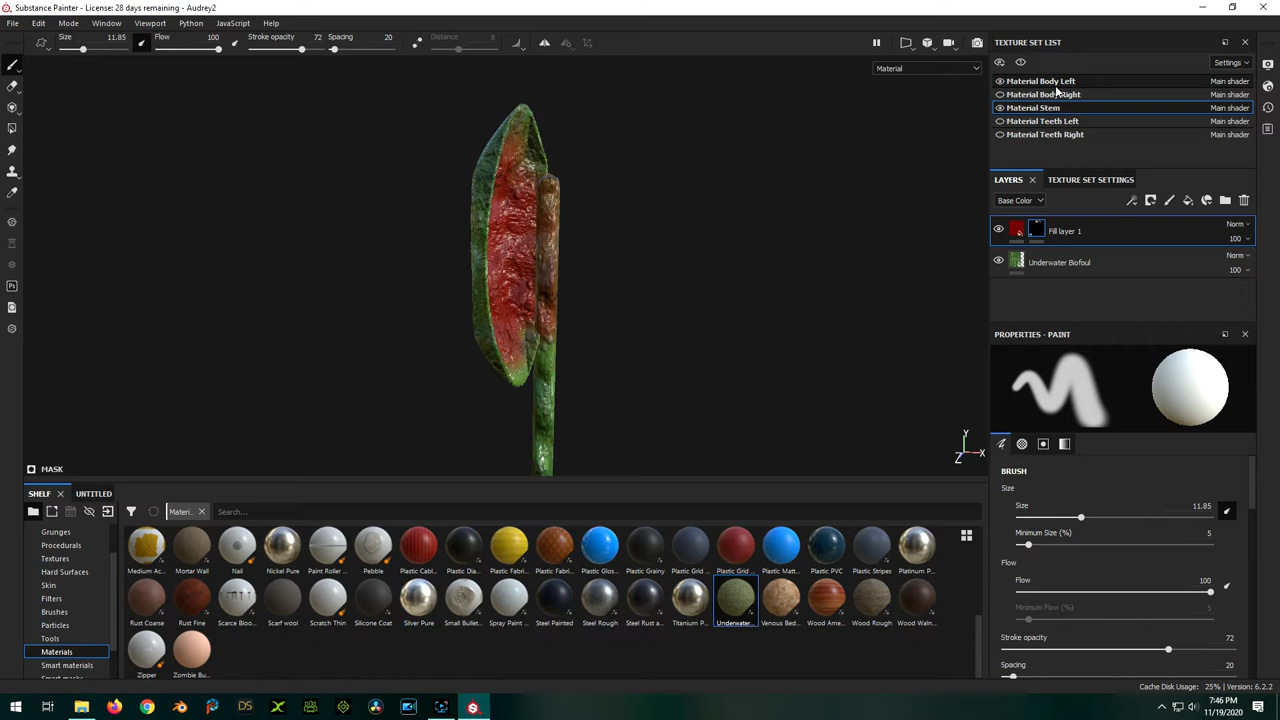 Substance Painter - License: 28 days remaining - Audrey2
File Edit Mode Window Viewport Python JavaScript Help
Size 11.85 Flow 100 Stroke opacity 72 Spacing 20 Distance 8
Material
TEXTURE SET LIST
Settings
Material Body Left Main shader
Material Body Right Main shader
Material Stem Main shader
Material Teeth Left Main shader
Material Teeth Right Main shader
LAYERS TEXTURE SET SETTINGS
Base Color
Fill layer 1 Norm 100
Underwater Biofoul Norm 100
PROPERTIES - PAINT
Y
X
Z
MASK
BRUSH
Size
Size 11.85
Minimum Size (%) 5
Flow
Flow 100
Minimum Flow (%) 5
Stroke opacity 72
Spacing 20
SHELF UNTITLED
Materi... Search...
Grunges
Procedurals
Textures
Hard Surfaces
Skin
Filters
Brushes
Particles
Tools
Materials
Smart materials
Smart masks
Medium Ac... Mortar Wall Nail Nickel Pure Paint Roller ... Pebble Plastic Cabl... Plastic Dia... Plastic Fabri... Plastic Fabri... Plastic Glos... Plastic Grainy Plastic Grid ... Plastic Grid ... Plastic Matt... Plastic PVC Plastic Stripes Platinum P...
Rust Coarse Rust Fine Scarce Bloo... Scarf wool Scratch Thin Silicone Coat Silver Pure Small Bullet... Spray Paint ... Steel Painted Steel Rough Steel Rust a... Titanium P... Underwater... Venous Bed... Wood Ame... Wood Rough Wood Waln...
Zipper Zombie Bu...
Cache Disk Usage: 25% | Version: 6.2.2
7:46 PM
11/19/2020